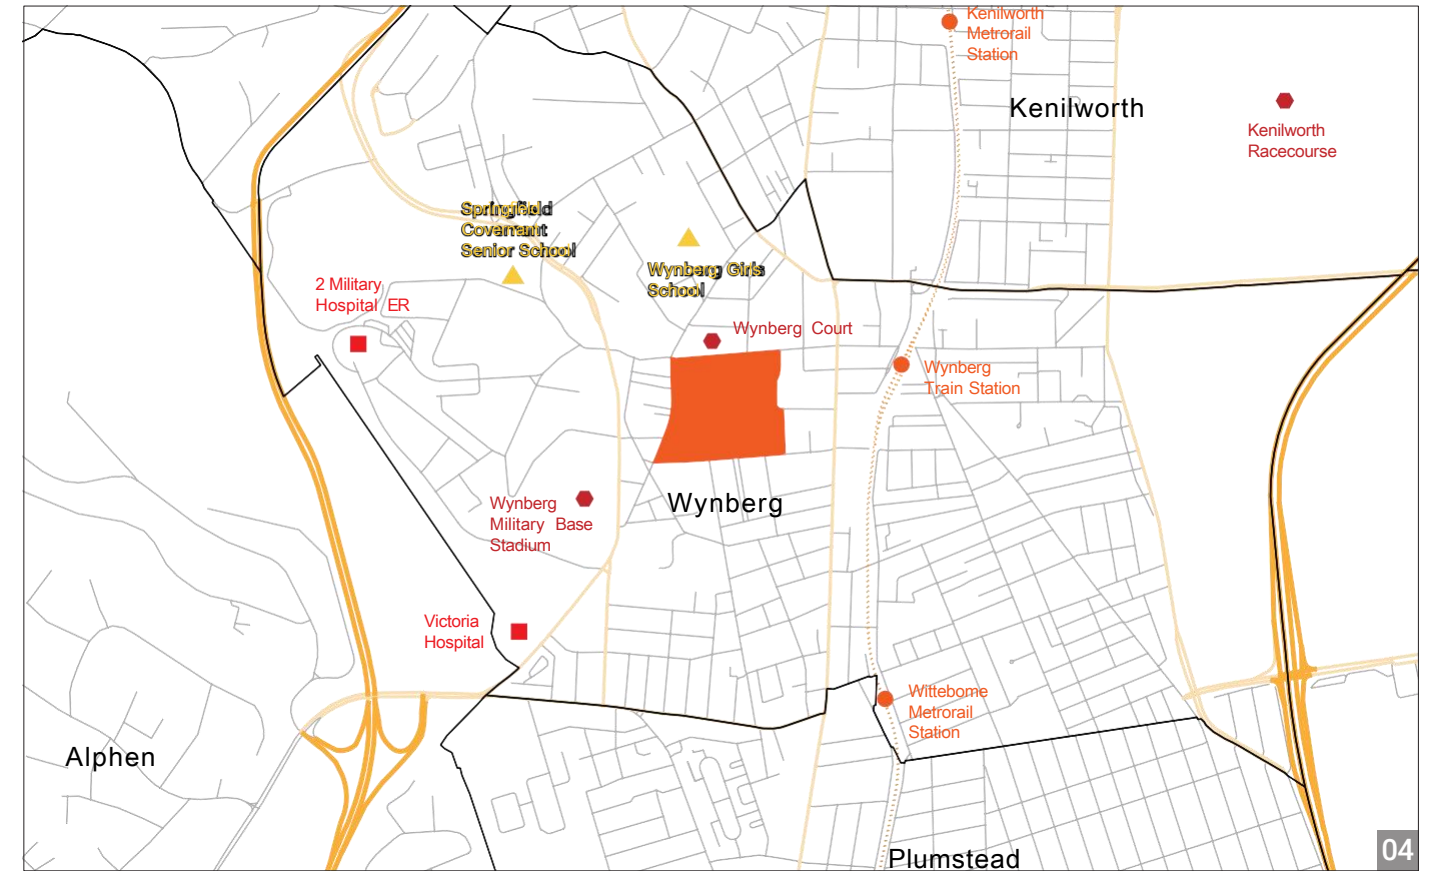 Kenilworth
Metrorail
Station
Kenilworth
Kenilworth
Racecourse
Springfield
Covernant
Senior School
Wynberg Girls
School
2 Military
Hospital ER
Wynberg Court
Wynberg
Train Station
Wynberg
Wynberg
Military Base
Stadium
Victoria
Hospital
Wittebome
Metrorail
Station
Alphen
Plumstead
04